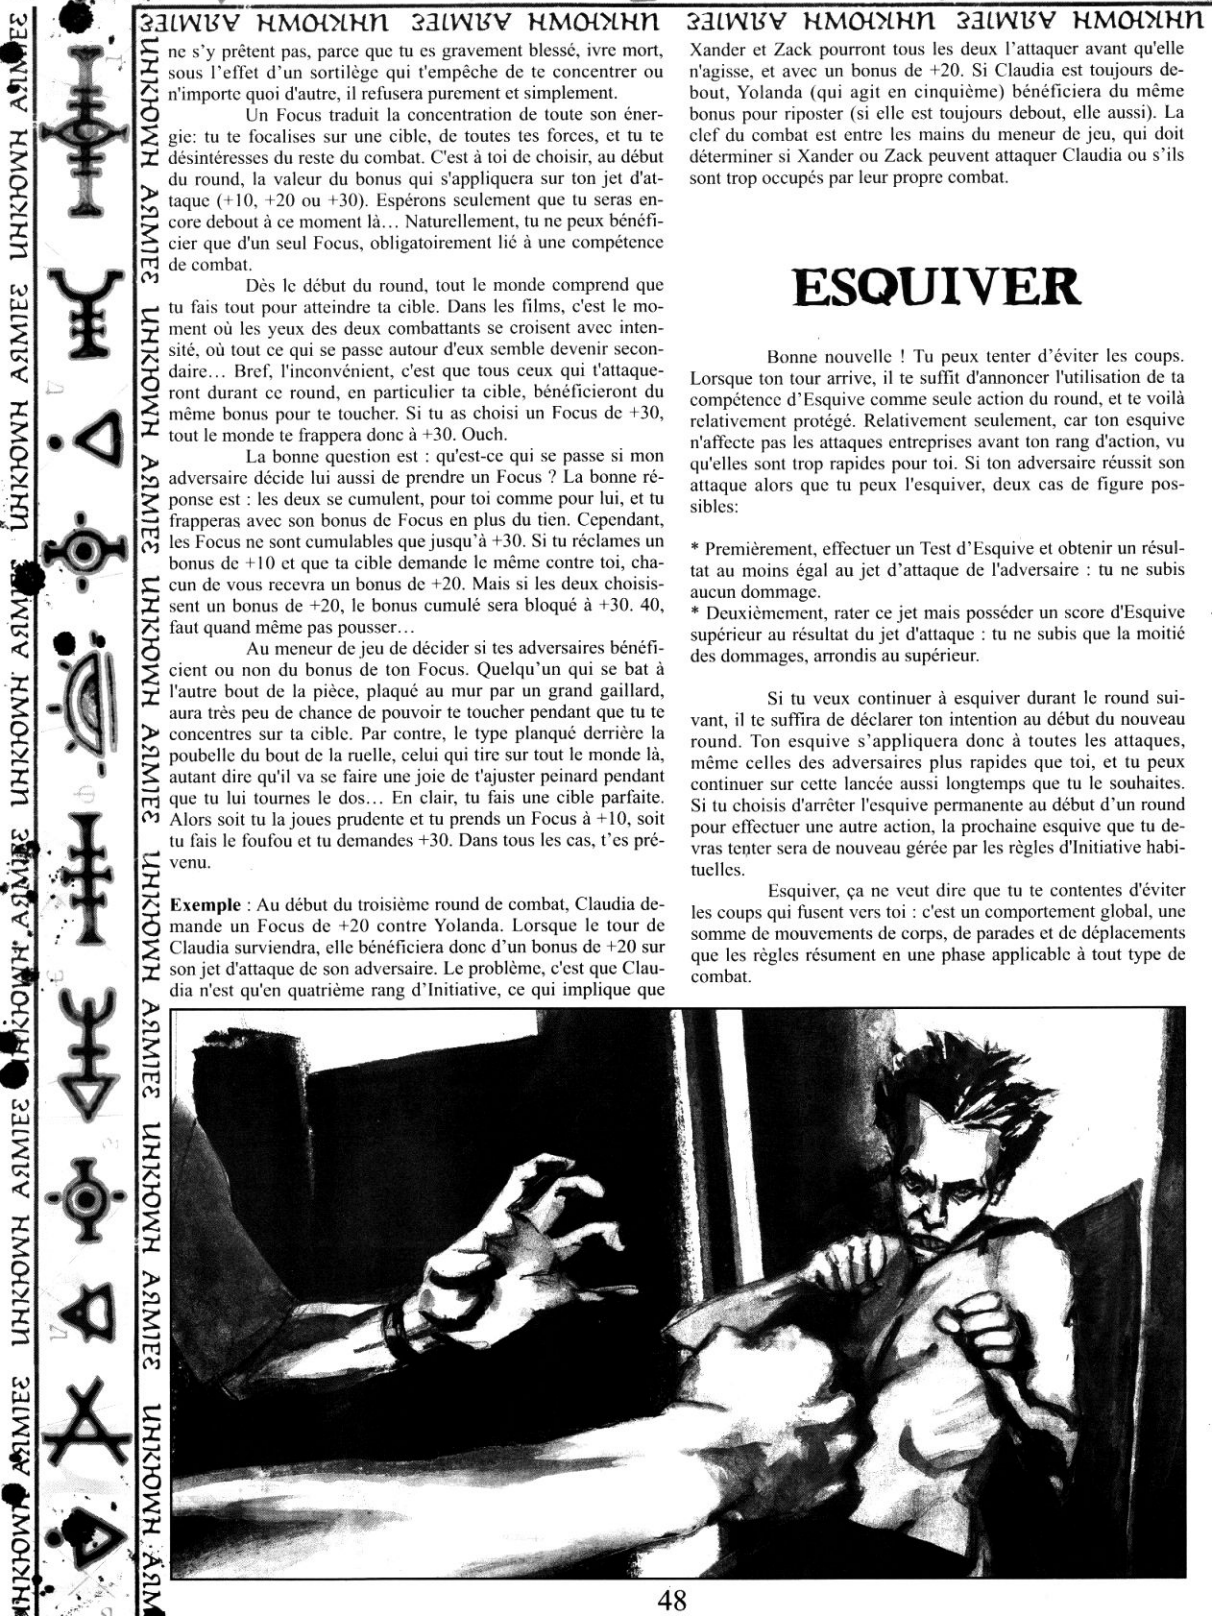 UNKNOWN ARMIES UNKNOWN ARMIES UNKNOWN ARMIES UNKNOWN ARMIES
ne s'y prêtent pas, parce que tu es gravement blessé, ivre mort,
sous l'effet d'un sortilège qui t'empêche de te concentrer ou
n'importe quoi d'autre, il refusera purement et simplement.
Un Focus traduit la concentration de toute son éner-
gie: tu te focalises sur une cible, de toutes tes forces, et tu te
désintéresses du reste du combat. C'est à toi de choisir, au début
du round, la valeur du bonus qui s'appliquera sur ton jet d'at-
taque (+10, +20 ou +30). Espérons seulement que tu seras en-
core debout à ce moment là… Naturellement, tu ne peux bénéfi-
cier que d'un seul Focus, obligatoirement lié à une compétence
de combat.
Dès le début du round, tout le monde comprend que
tu fais tout pour atteindre ta cible. Dans les films, c'est le mo-
ment où les yeux des deux combattants se croisent avec inten-
sité, où tout ce qui se passe autour d'eux semble devenir secon-
daire… Bref, l'inconvénient, c'est que tous ceux qui t'attaque-
ront durant ce round, en particulier ta cible, bénéficieront du
même bonus pour te toucher. Si tu as choisi un Focus de +30,
tout le monde te frappera donc à +30. Ouch.
La bonne question est : qu'est-ce qui se passe si mon
adversaire décide lui aussi de prendre un Focus ? La bonne ré-
ponse est : les deux se cumulent, pour toi comme pour lui, et tu
frapperas avec son bonus de Focus en plus du tien. Cependant,
les Focus ne sont cumulables que jusqu'à +30. Si tu réclames un
bonus de +10 et que ta cible demande le même contre toi, cha-
cun de vous recevra un bonus de +20. Mais si les deux choisis-
sent un bonus de +20, le bonus cumulé sera bloqué à +30. 40,
faut quand même pas pousser…
Au meneur de jeu de décider si tes adversaires bénéfi-
cient ou non du bonus de ton Focus. Quelqu'un qui se bat à
l'autre bout de la pièce, plaqué au mur par un grand gaillard,
aura très peu de chance de pouvoir te toucher pendant que tu te
concentres sur ta cible. Par contre, le type planqué derrière la
poubelle du bout de la ruelle, celui qui tire sur tout le monde là,
autant dire qu'il va se faire une joie de t'ajuster peinard pendant
que tu lui tournes le dos… En clair, tu fais une cible parfaite.
Alors soit tu la joues prudente et tu prends un Focus à +10, soit
tu fais le foufou et tu demandes +30. Dans tous les cas, t'es pré-
venu.
Exemple : Au début du troisième round de combat, Claudia de-
mande un Focus de +20 contre Yolanda. Lorsque le tour de
Claudia surviendra, elle bénéficiera donc d'un bonus de +20 sur
son jet d'attaque de son adversaire. Le problème, c'est que Clau-
dia n'est qu'en quatrième rang d'Initiative, ce qui implique que
Xander et Zack pourront tous les deux l'attaquer avant qu'elle
n'agisse, et avec un bonus de +20. Si Claudia est toujours de-
bout, Yolanda (qui agit en cinquième) bénéficiera du même
bonus pour riposter (si elle est toujours debout, elle aussi). La
clef du combat est entre les mains du meneur de jeu, qui doit
déterminer si Xander ou Zack peuvent attaquer Claudia ou s'ils
sont trop occupés par leur propre combat.
ESQUIVER
Bonne nouvelle ! Tu peux tenter d'éviter les coups.
Lorsque ton tour arrive, il te suffit d'annoncer l'utilisation de ta
compétence d'Esquive comme seule action du round, et te voilà
relativement protégé. Relativement seulement, car ton esquive
n'affecte pas les attaques entreprises avant ton rang d'action, vu
qu'elles sont trop rapides pour toi. Si ton adversaire réussit son
attaque alors que tu peux l'esquiver, deux cas de figure pos-
sibles:
* Premièrement, effectuer un Test d'Esquive et obtenir un résul-
tat au moins égal au jet d'attaque de l'adversaire : tu ne subis
aucun dommage.
* Deuxièmement, rater ce jet mais posséder un score d'Esquive
supérieur au résultat du jet d'attaque : tu ne subis que la moitié
des dommages, arrondis au supérieur.
Si tu veux continuer à esquiver durant le round sui-
vant, il te suffira de déclarer ton intention au début du nouveau
round. Ton esquive s'appliquera donc à toutes les attaques,
même celles des adversaires plus rapides que toi, et tu peux
continuer sur cette lancée aussi longtemps que tu le souhaites.
Si tu choisis d'arrêter l'esquive permanente au début d'un round
pour effectuer une autre action, la prochaine esquive que tu de-
vras tenter sera de nouveau gérée par les règles d'Initiative habi-
tuelles.
Esquiver, ça ne veut dire que tu te contentes d'éviter
les coups qui fusent vers toi : c'est un comportement global, une
somme de mouvements de corps, de parades et de déplacements
que les règles résument en une phase applicable à tout type de
combat.
48